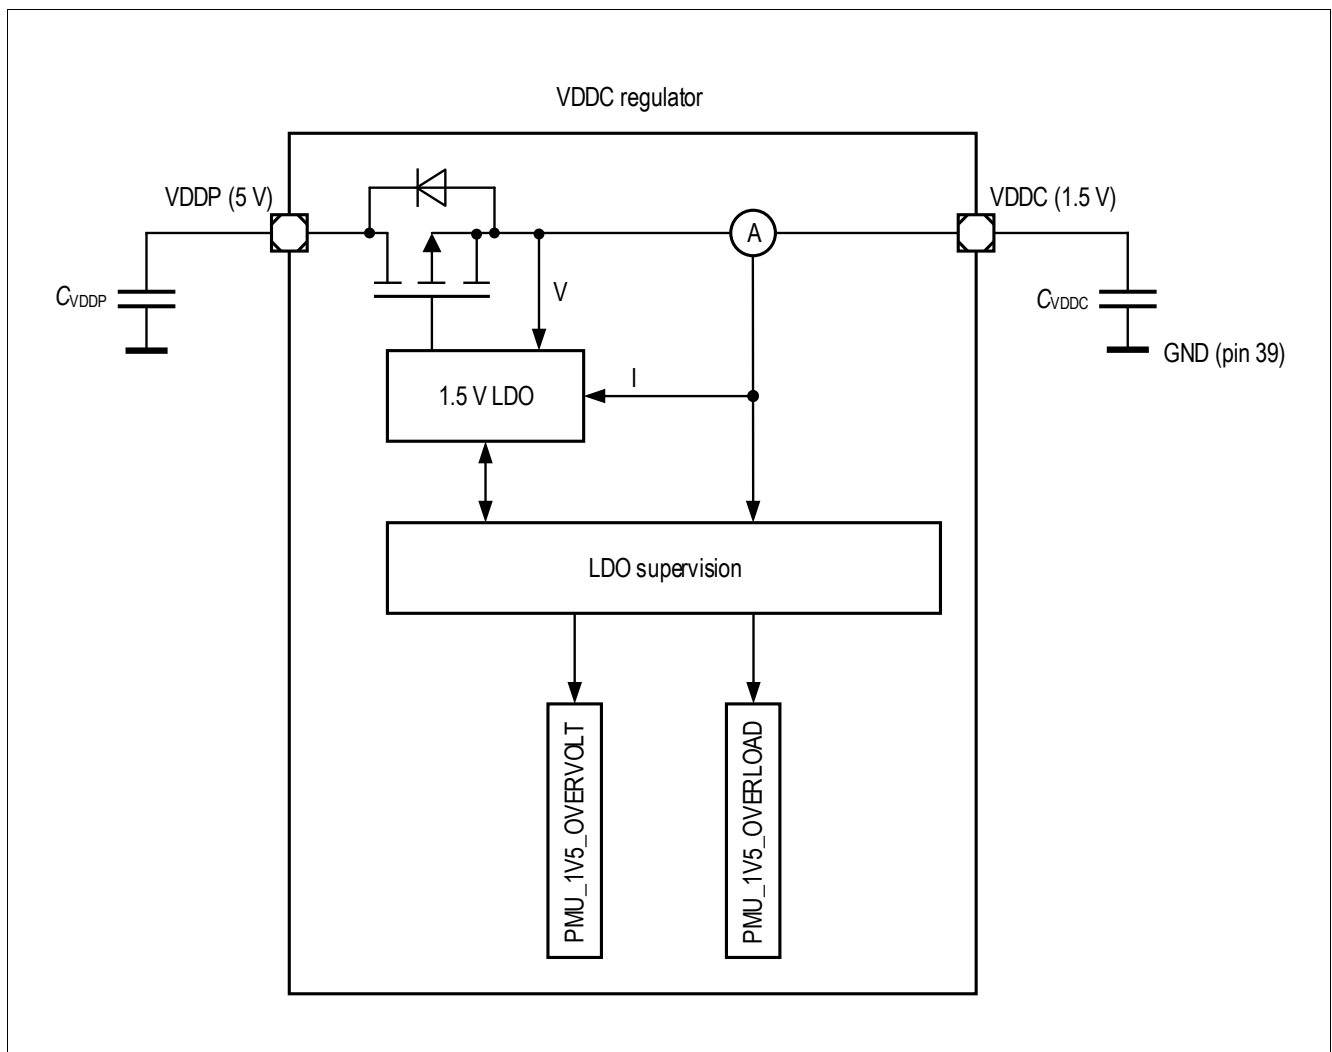 VDDC regulator
VDDP (5 V)
VDDC (1.5 V)
A
CVDDP
V
CVDDC
GND (pin 39)
1.5 V LDO
I
LDO supervision
PMU_1V5_OVERVOLT
PMU_1V5_OVERLOAD